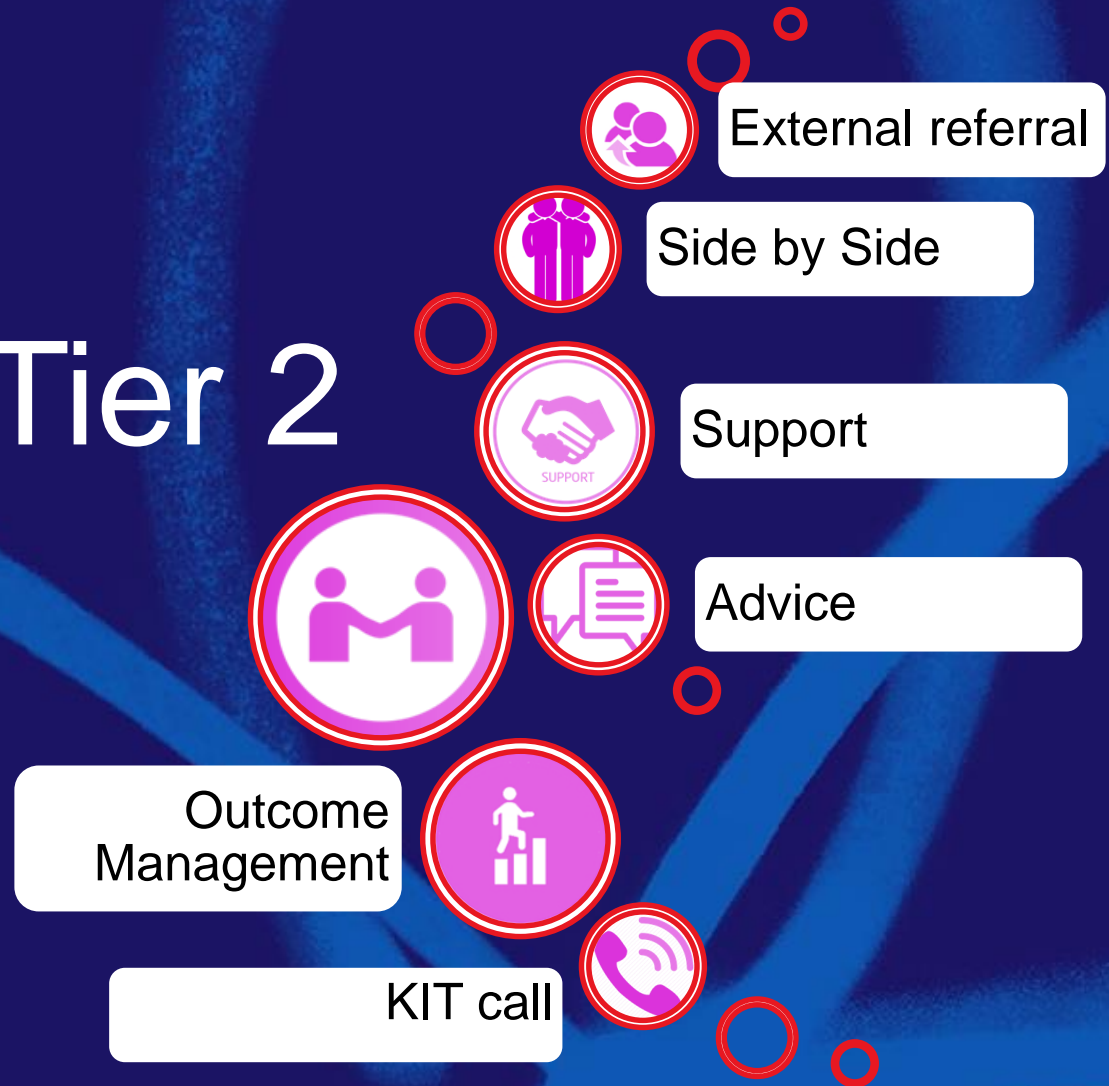 External referral
Side by Side
Tier 2
Support
SUPPORT
Advice
Outcome
Management
KIT call